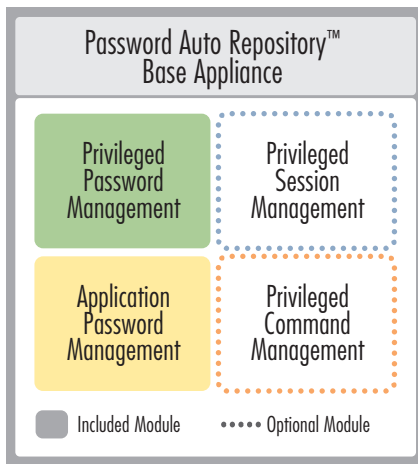 Password Auto Repository™
Base Appliance
Privileged
Password
Management
Privileged
Session
Management
Application
Password
Management
Privileged
Command
Management
Included Module
Optional Module